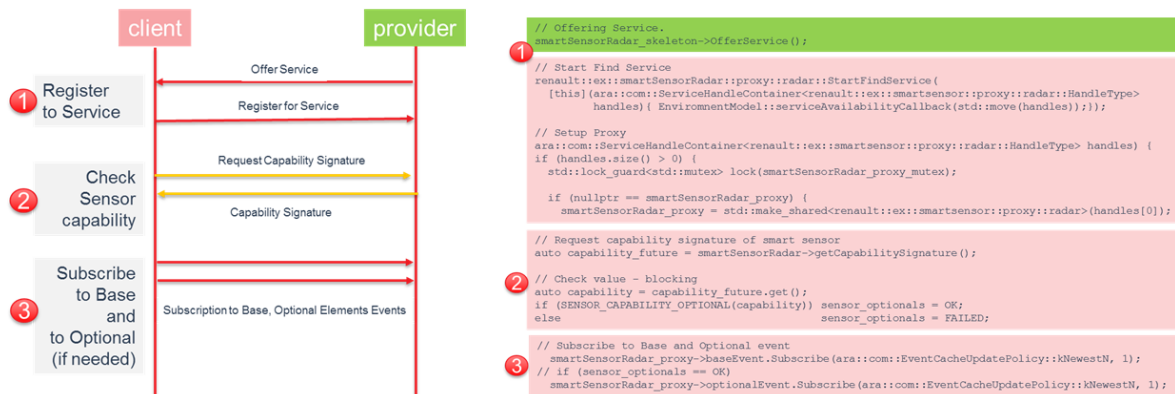 client
provider
Offer Service
1
Register
to Service
Register for Service
Request Capability Signature
2
Check
Sensor
capability
Capability Signature
3
Subscribe
to Base
and
to Optional
(if needed)
Subscription to Base, Optional Elements Events
// Offering Service.
smartSensorRadar_skeleton->OfferService();
1
// Start Find Service
renault::ex::smartSensorRadar::proxy::radar::StartFindService(
[this](ara::com::ServiceHandleContainer<renault::ex::smartsensor::proxy::radar::HandleType>
handles){ EnviromnentModel::serviceAvailabilityCallback(std::move(handles));});
// Setup Proxy
ara::com::ServiceHandleContainer<renault::ex::smartsensor::proxy::radar::HandleType> handles) {
if (handles.size() > 0) {
std::lock_guard<std::mutex> lock(smartSensorRadar_proxy_mutex);
if (nullptr == smartSensorRadar_proxy) {
smartSensorRadar_proxy = std::make_shared<renault::ex::smartsensor::proxy::radar>(handles[0]);
// Request capability signature of smart sensor
auto capability_future = smartSensorRadar->getCapabilitySignature();
2
// Check value – blocking
auto capability = capability_future.get();
if (SENSOR_CAPABILITY_OPTIONAL(capability)) sensor_optionals = OK;
else sensor_optionals = FAILED;
3
// Subscribe to Base and Optional event
smartSensorRadar_proxy->baseEvent.Subscribe(ara::com::EventCacheUpdatePolicy::kNewestN, 1);
// if (sensor_optionals == OK)
smartSensorRadar_proxy->optionalEvent.Subscribe(ara::com::EventCacheUpdatePolicy::kNewestN, 1);